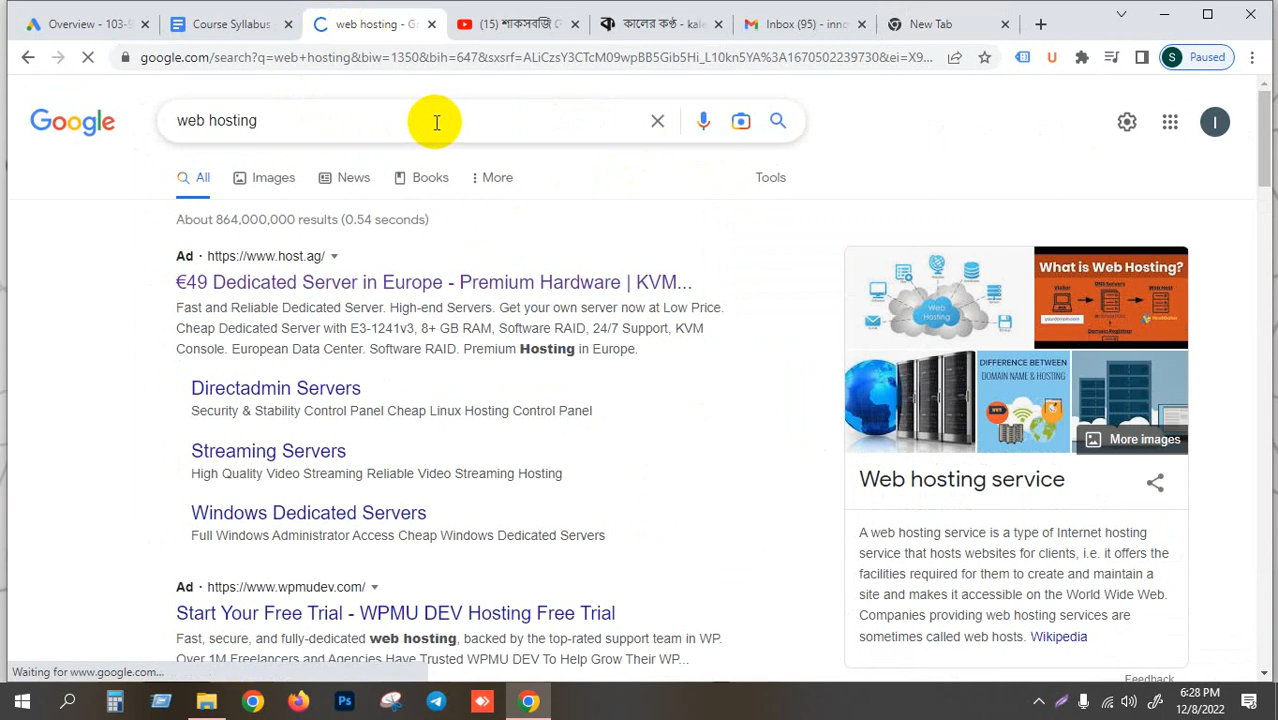 Overview - 103-9
Course Syllabus
web hosting - Go
(15) শাকসবজি
কালের কণ্ঠ - kale
Inbox (95) - inno
New Tab
google.com/search?q=web+hosting&biw=1350&bih=647&sxsrf=ALiCzsY3CTcM09wpBB5Gib5Hi_L10kn5YA%3A1670502239730&ei=X9...
S Paused
Google
web hosting
I
All
Images
News
Books
More
Tools
About 864,000,000 results (0.54 seconds)
Ad · https://www.host.ag/
€49 Dedicated Server in Europe - Premium Hardware | KVM...
Fast and Reliable Dedicated Server. High-end Servers. Get your own server now at Low Price.
Cheap Dedicated Server with E3-1241v3, 8+ GB RAM, Software RAID, 24/7 Support, KVM
Console. European Data Center. Software RAID. Premium Hosting in Europe.
Directadmin Servers
Security & Stability Control Panel Cheap Linux Hosting Control Panel
Streaming Servers
High Quality Video Streaming Reliable Video Streaming Hosting
Windows Dedicated Servers
Full Windows Administrator Access Cheap Windows Dedicated Servers
Ad · https://www.wpmudev.com/
Start Your Free Trial - WPMU DEV Hosting Free Trial
Fast, secure, and fully-dedicated web hosting, backed by the top-rated support team in WP.
Over 1M Freelancers and Agencies Have Trusted WPMU DEV To Help Grow Their WP...
Web Hosting
What is Web Hosting?
DIFFERENCE BETWEEN
DOMAIN NAME & HOSTING
More images
Web hosting service
A web hosting service is a type of Internet hosting
service that hosts websites for clients, i.e. it offers the
facilities required for them to create and maintain a
site and makes it accessible on the World Wide Web.
Companies providing web hosting services are
sometimes called web hosts. Wikipedia
Feedback
Waiting for www.google.com...
Ps
6:28 PM
12/8/2022